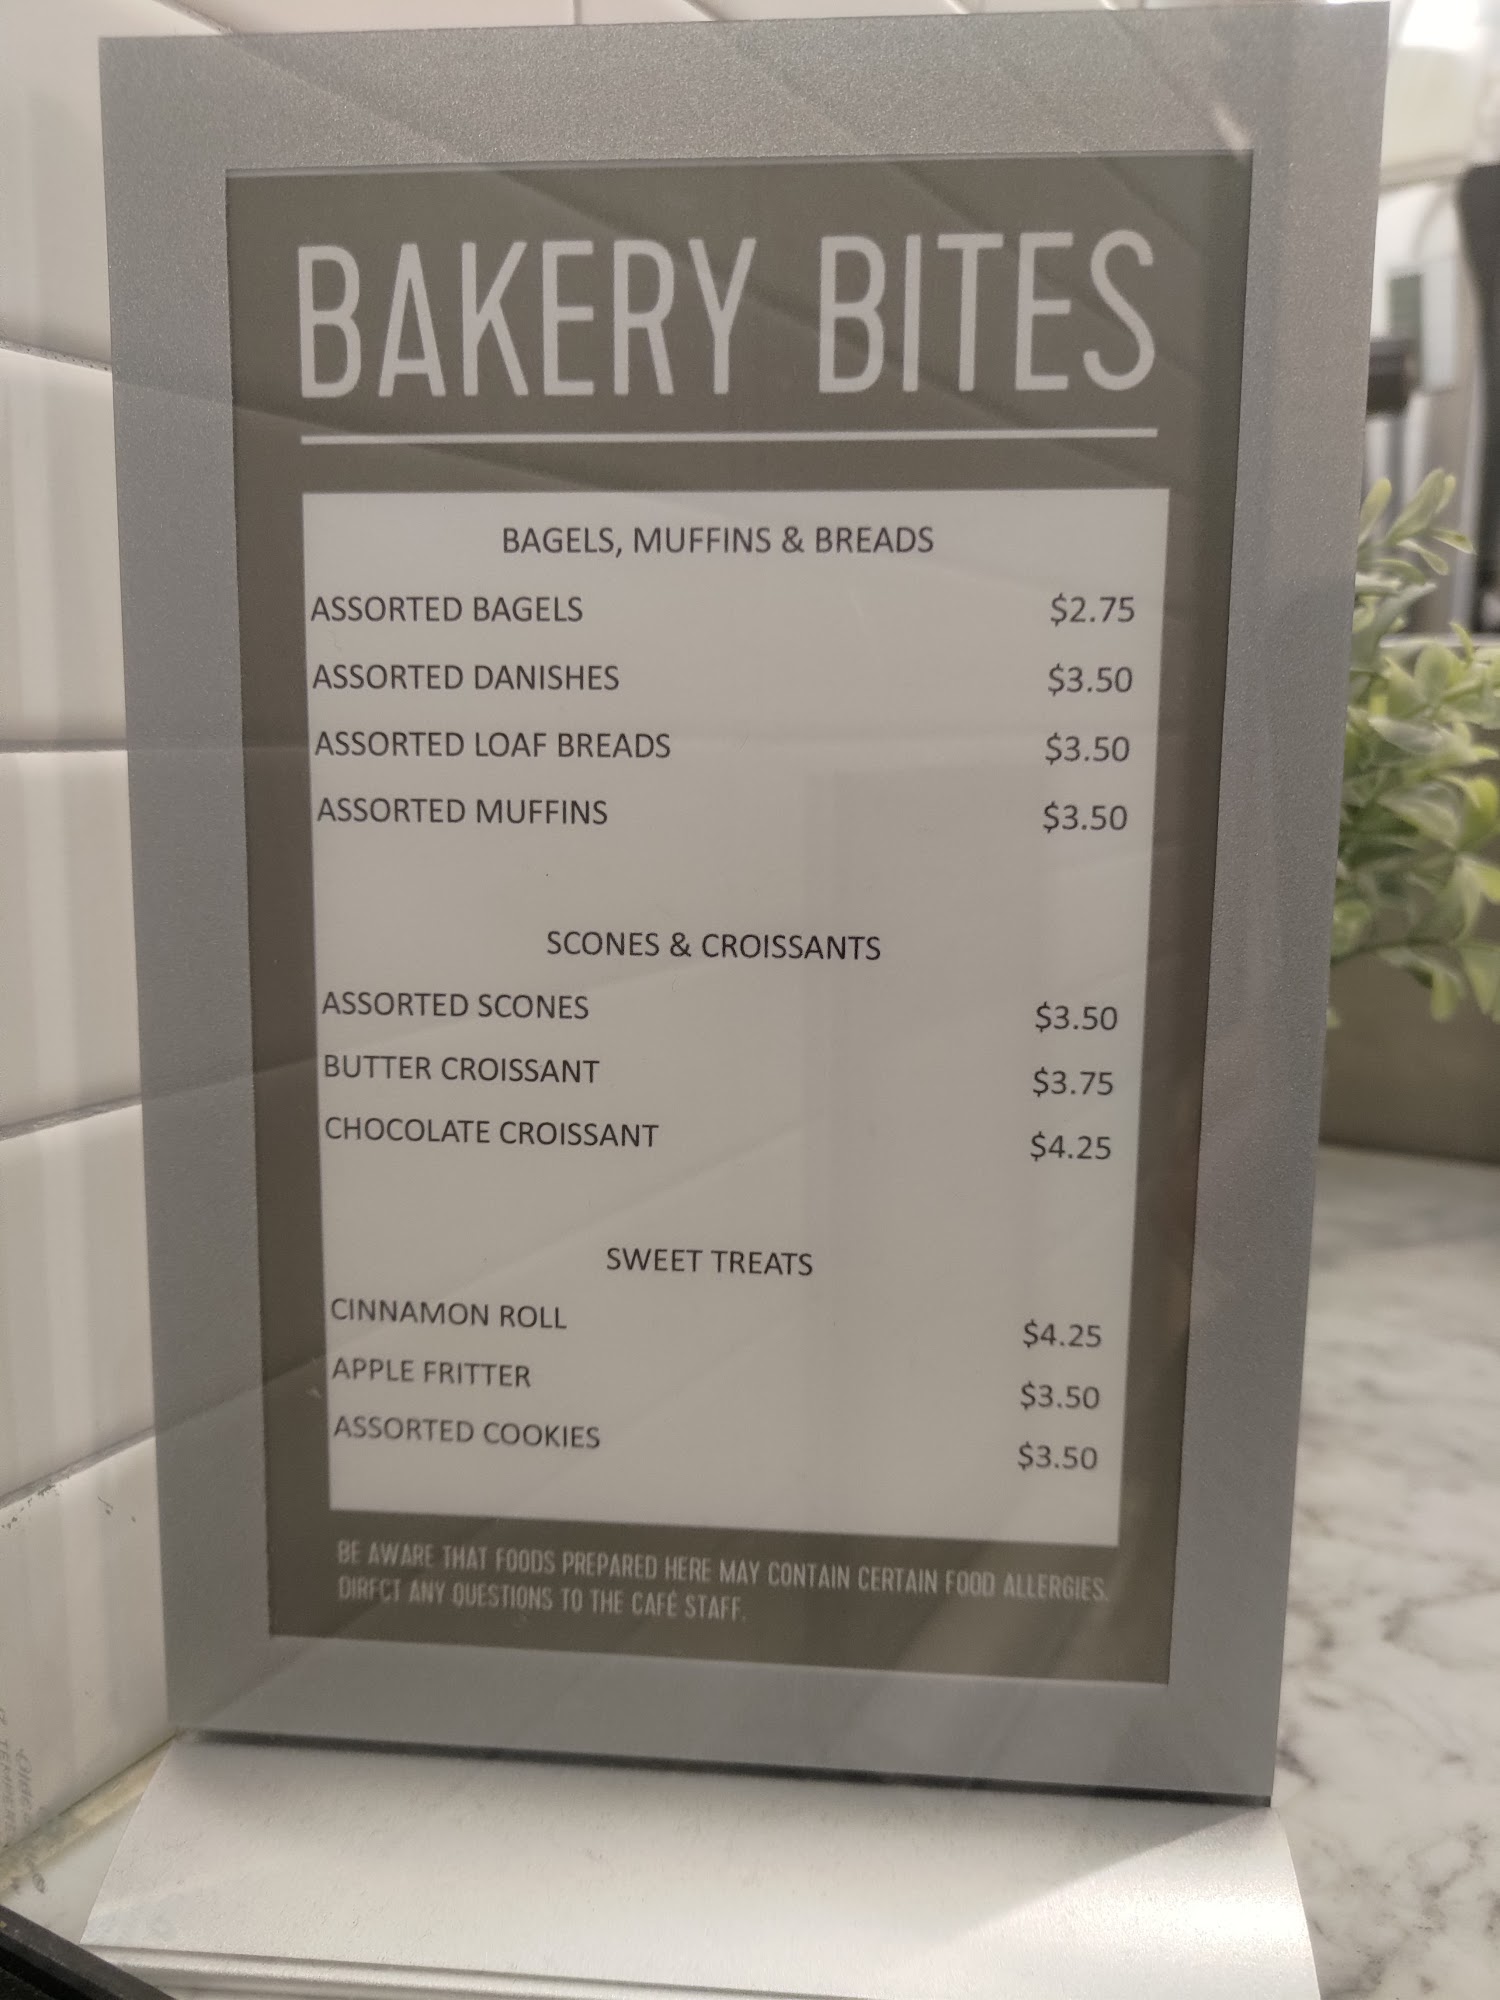 BAKERY BITES
BAGELS, MUFFINS & BREADS
ASSORTED BAGELS $2.75
ASSORTED DANISHES $3.50
ASSORTED LOAF BREADS $3.50
ASSORTED MUFFINS $3.50
SCONES & CROISSANTS
ASSORTED SCONES $3.50
BUTTER CROISSANT $3.75
CHOCOLATE CROISSANT $4.25
SWEET TREATS
CINNAMON ROLL $4.25
APPLE FRITTER $3.50
ASSORTED COOKIES $3.50
BE AWARE THAT FOODS PREPARED HERE MAY CONTAIN CERTAIN FOOD ALLERGIES.
DIRECT ANY QUESTIONS TO THE CAFÉ STAFF.